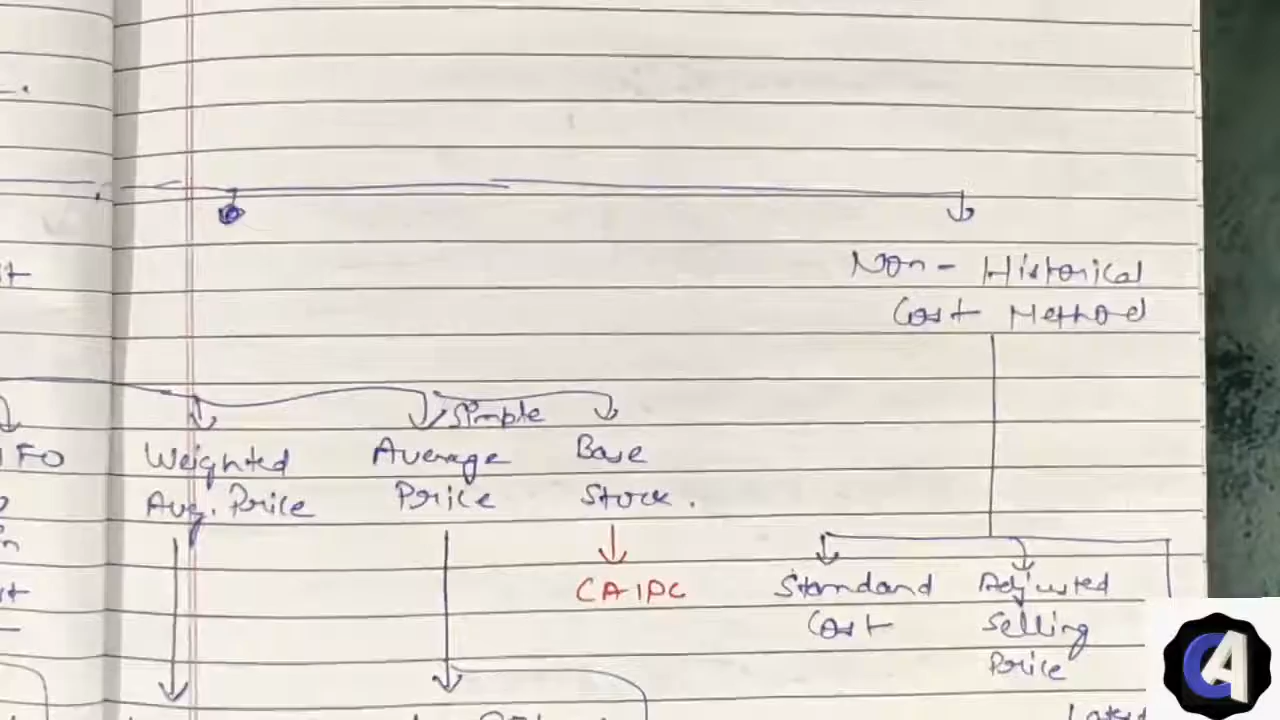 Non - Historical
Cost Method
Simple
FO
Weighted
Avg. Price
Average
Price
Base
Stock.
CA IPC
Standard
Cost
Adjusted
Selling
Price
CA